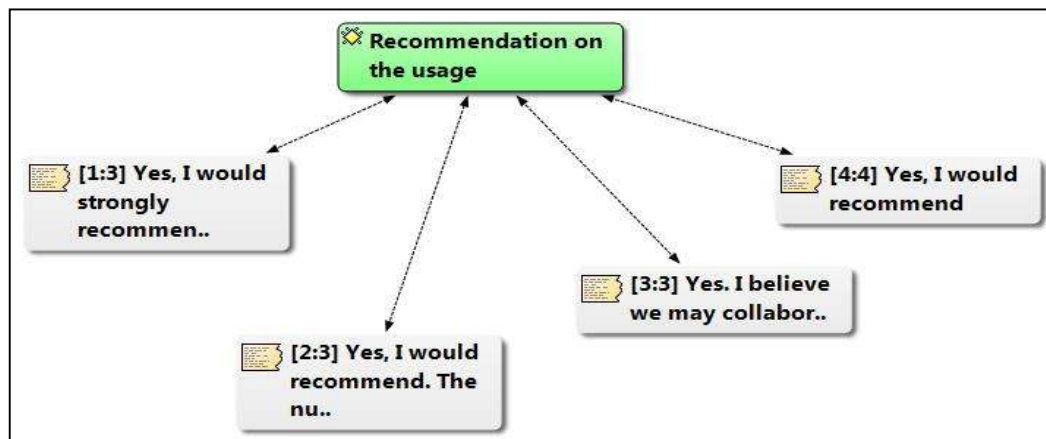 Recommendation on
the usage
[1:3] Yes, I would
strongly
recommen..
[4:4] Yes, I would
recommend
[3:3] Yes. I believe
we may collabor..
[2:3] Yes, I would
recommend. The
nu..